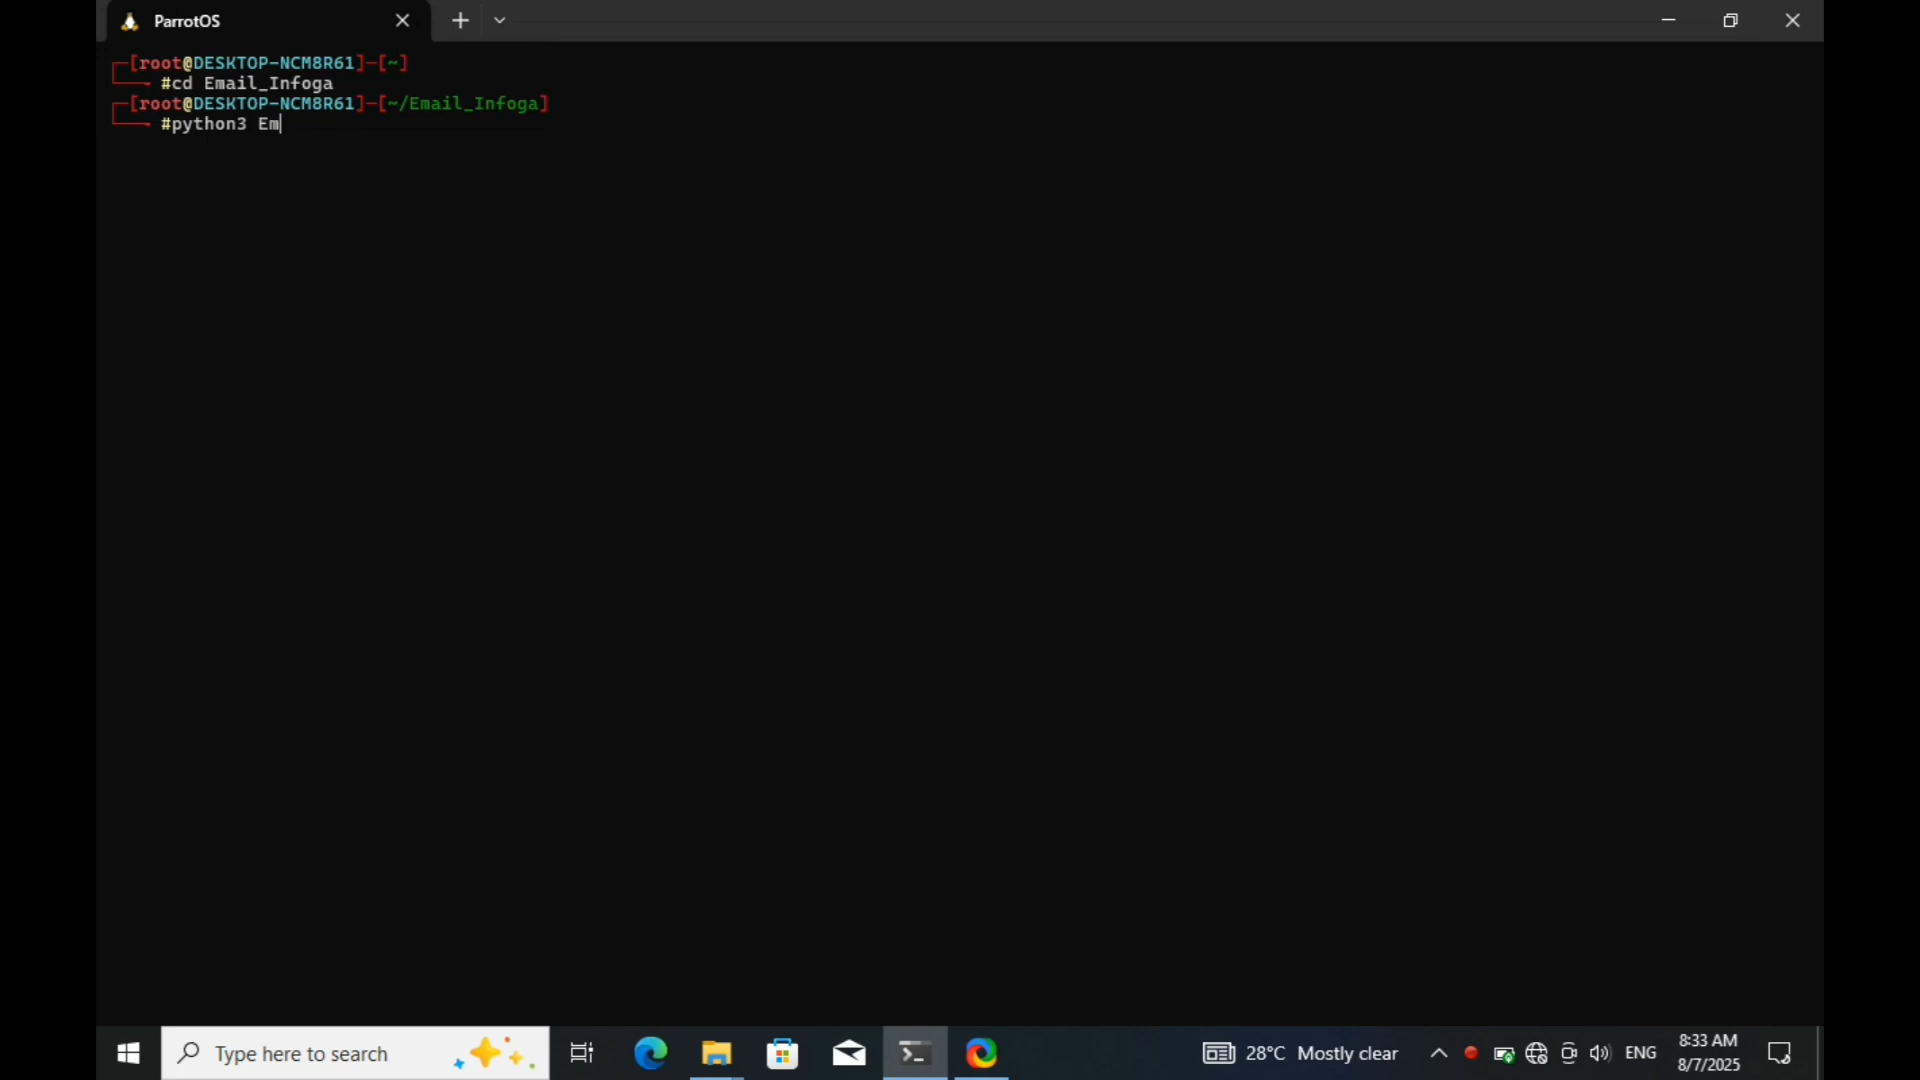 ParrotOS
┌─[root@DESKTOP-NCM8R61]─[~]
└──╼ #cd Email_Infoga
┌─[root@DESKTOP-NCM8R61]─[~/Email_Infoga]
└──╼ #python3 Em
Type here to search
28°C Mostly clear
ENG
8:33 AM
8/7/2025